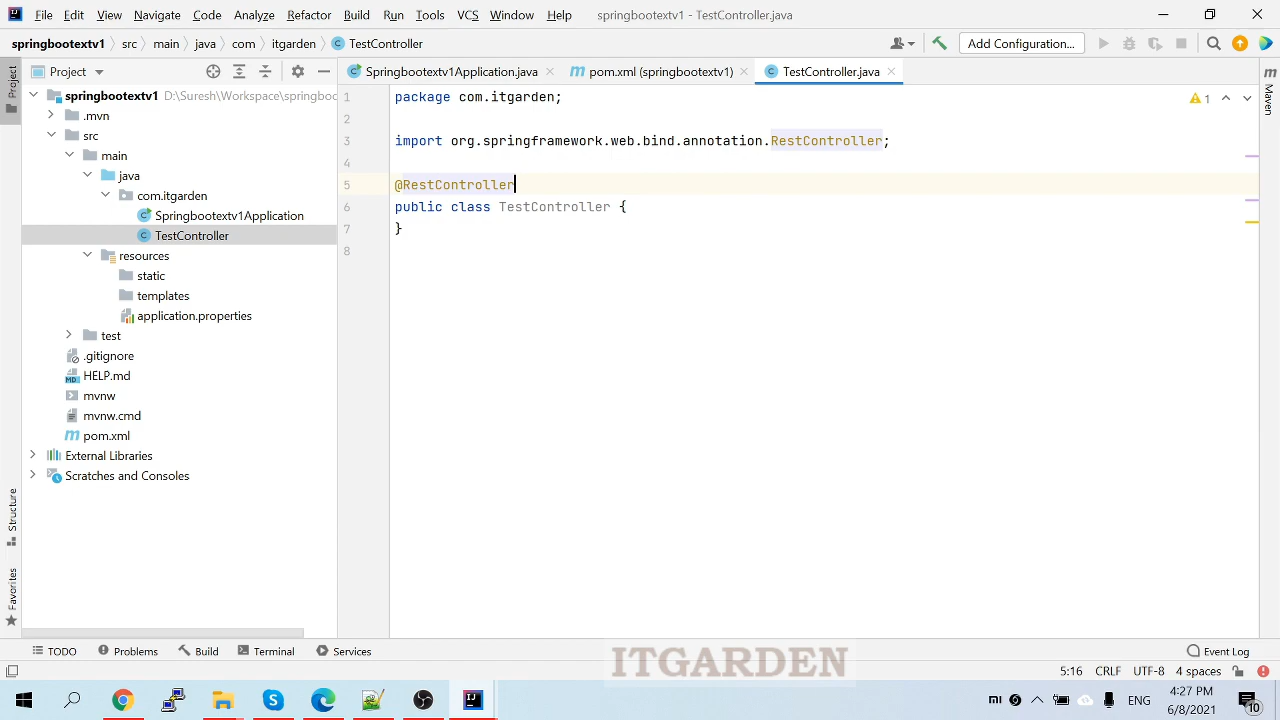 File Edit View Navigate Code Analyze Refactor Build Run Tools VCS Window Help springbootextv1 - TestController.java
springbootextv1 src main java com itgarden TestController Add Configuration...
Project
Project
springbootextv1 D:\Suresh\Workspace\springboo
.mvn
src
main
java
com.itgarden
Springbootextv1Application
TestController
resources
static
templates
application.properties
test
.gitignore
HELP.md
mvnw
mvnw.cmd
pom.xml
External Libraries
Scratches and Consoles
Structure
Favorites
Springbootextv1Application.java pom.xml (springbootextv1) TestController.java
1 package com.itgarden;
2
3 import org.springframework.web.bind.annotation.RestController;
4
5 @RestController
6 public class TestController {
7 }
8
1
Maven
TODO Problems Build Terminal Services Event Log
ITGARDEN
5:16 CRLF UTF-8 4 spaces
ENG 4:27 PM
6/8/2021
10